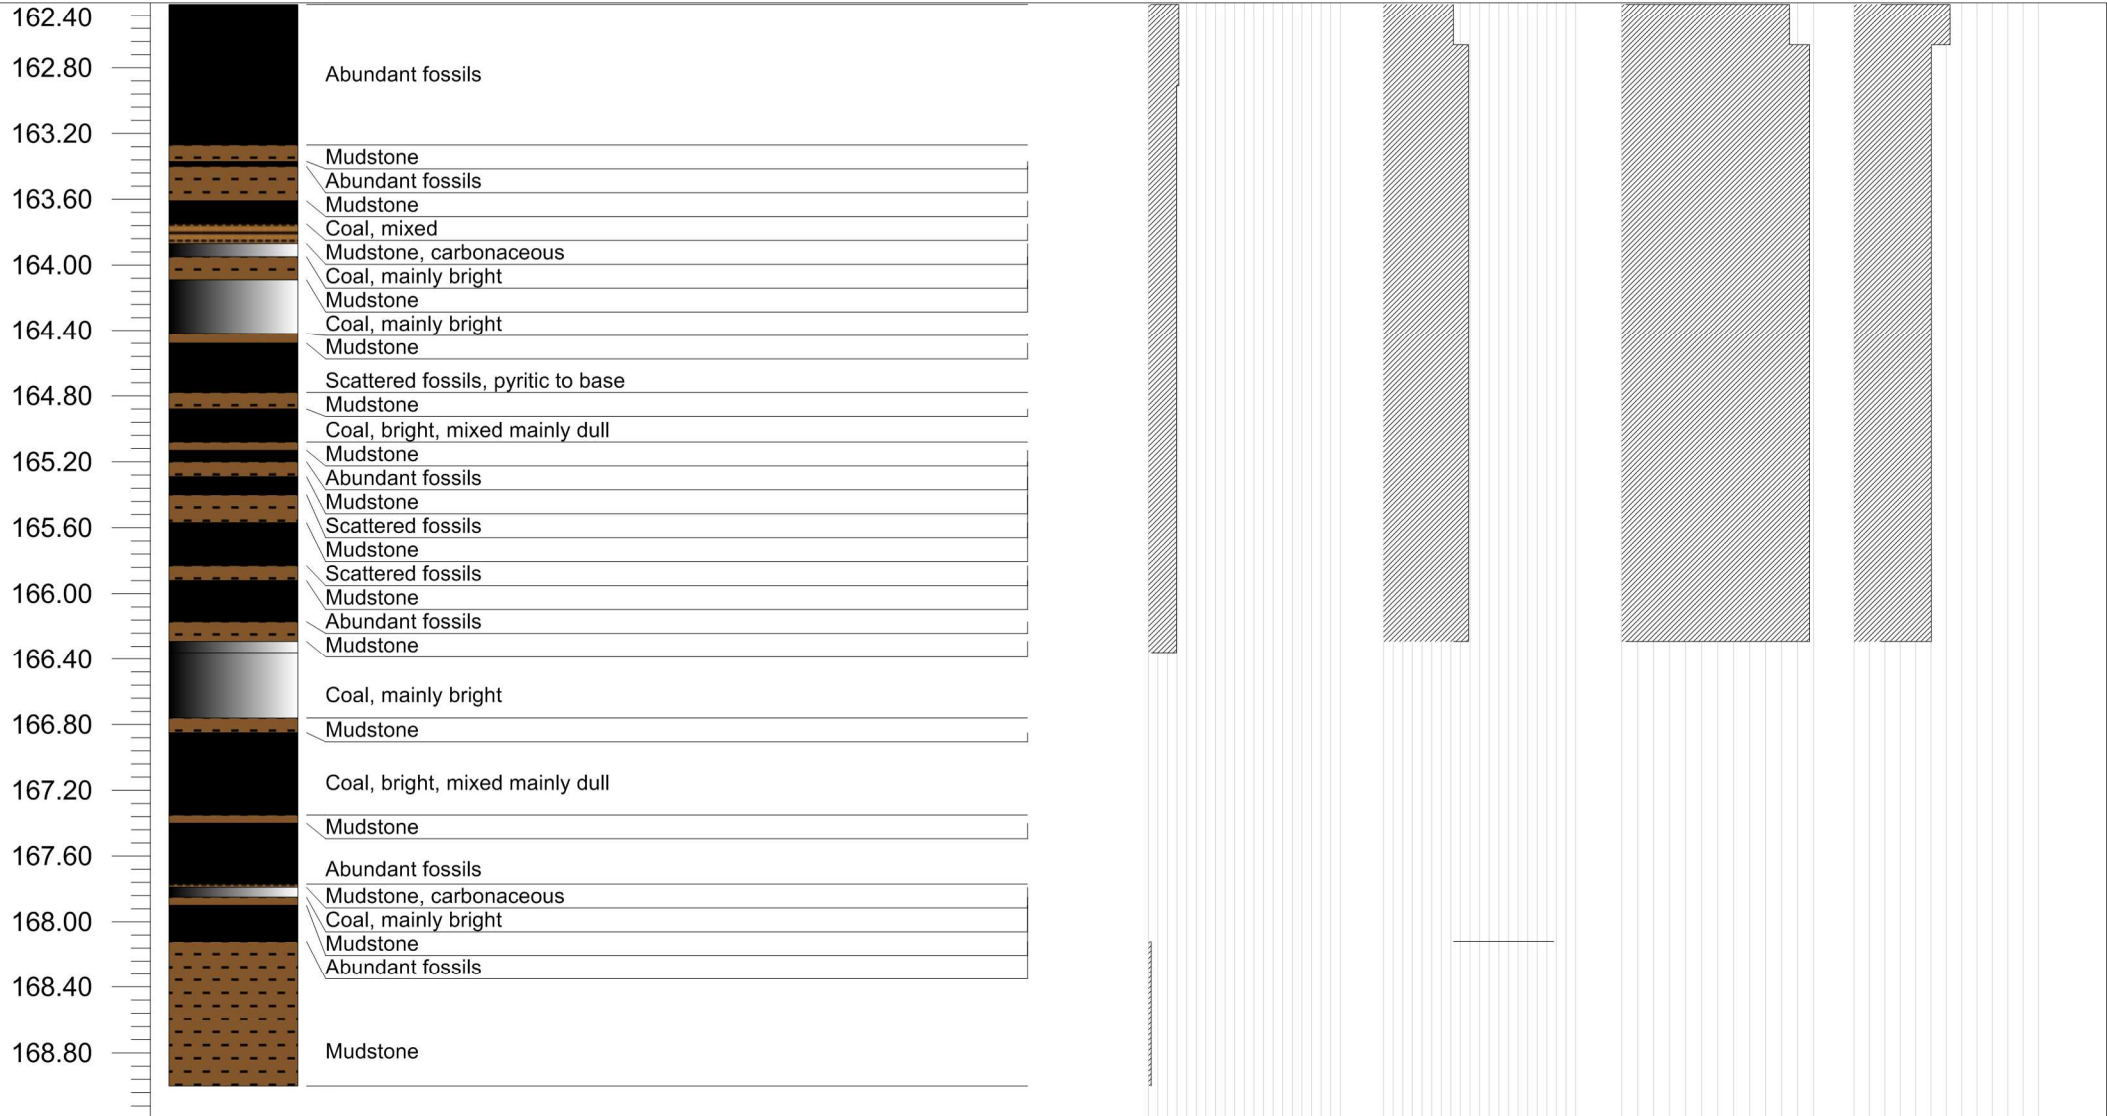 162.40
162.80
Abundant fossils
163.20
Mudstone
Abundant fossils
163.60
Mudstone
Coal, mixed
Mudstone, carbonaceous
164.00
Coal, mainly bright
Mudstone
Coal, mainly bright
164.40
Mudstone
Scattered fossils, pyritic to base
164.80
Mudstone
Coal, bright, mixed mainly dull
Mudstone
165.20
Abundant fossils
Mudstone
Scattered fossils
165.60
Mudstone
Scattered fossils
166.00
Mudstone
Abundant fossils
Mudstone
166.40
Coal, mainly bright
166.80
Mudstone
Coal, bright, mixed mainly dull
167.20
Mudstone
167.60
Abundant fossils
Mudstone, carbonaceous
168.00
Coal, mainly bright
Mudstone
Abundant fossils
168.40
168.80
Mudstone